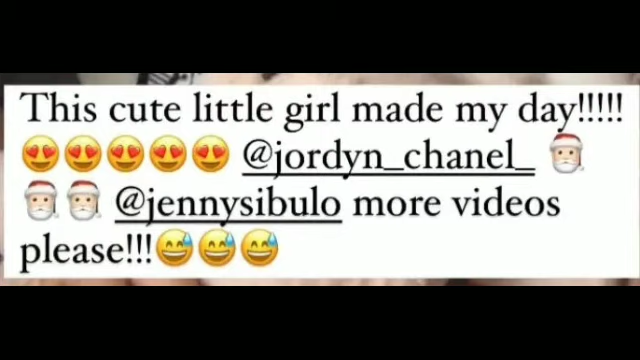 This cute little girl made my day!!!!!
😍😍😍😍😍 @jordyn_chanel_ 🎅🏻
🎅🏻🎅🏻 @jennysibulo more videos
please!!!😅😅😅